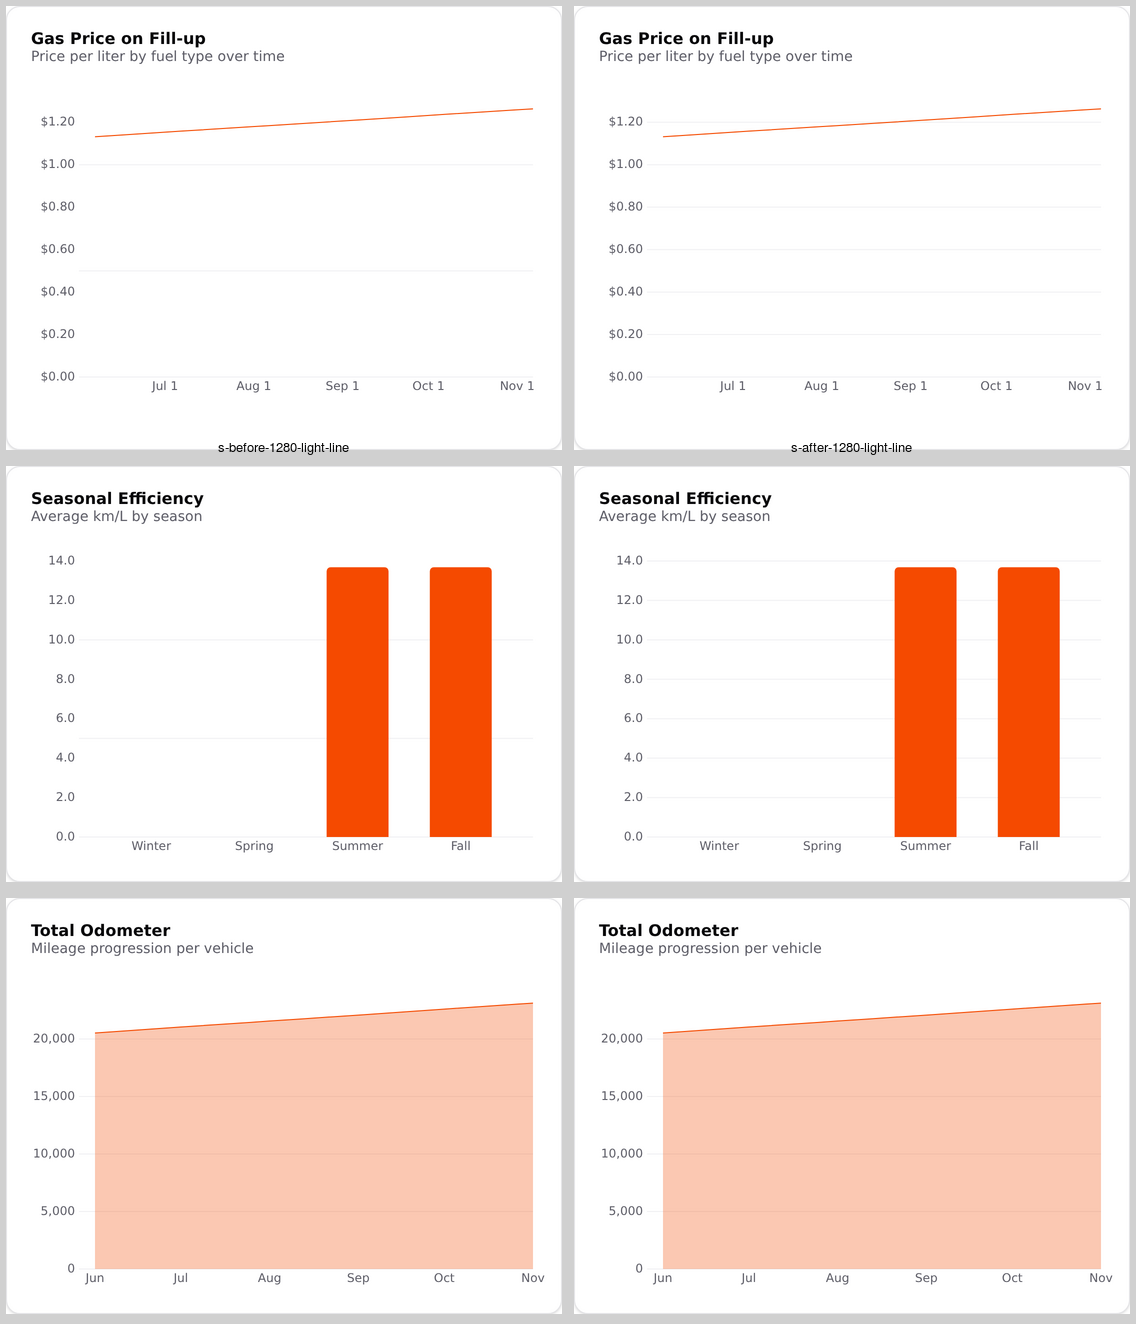 Gas Price on Fill-up
Price per liter by fuel type over time
$1.20
$1.00
$0.80
$0.60
$0.40
$0.20
$0.00
Jul 1 Aug 1 Sep 1 Oct 1 Nov 1
s-before-1280-light-line
Gas Price on Fill-up
Price per liter by fuel type over time
$1.20
$1.00
$0.80
$0.60
$0.40
$0.20
$0.00
Jul 1 Aug 1 Sep 1 Oct 1 Nov 1
s-after-1280-light-line
Seasonal Efficiency
Average km/L by season
14.0
12.0
10.0
8.0
6.0
4.0
2.0
0.0
Winter Spring Summer Fall
Seasonal Efficiency
Average km/L by season
14.0
12.0
10.0
8.0
6.0
4.0
2.0
0.0
Winter Spring Summer Fall
Total Odometer
Mileage progression per vehicle
20,000
15,000
10,000
5,000
0
Jun Jul Aug Sep Oct Nov
Total Odometer
Mileage progression per vehicle
20,000
15,000
10,000
5,000
0
Jun Jul Aug Sep Oct Nov